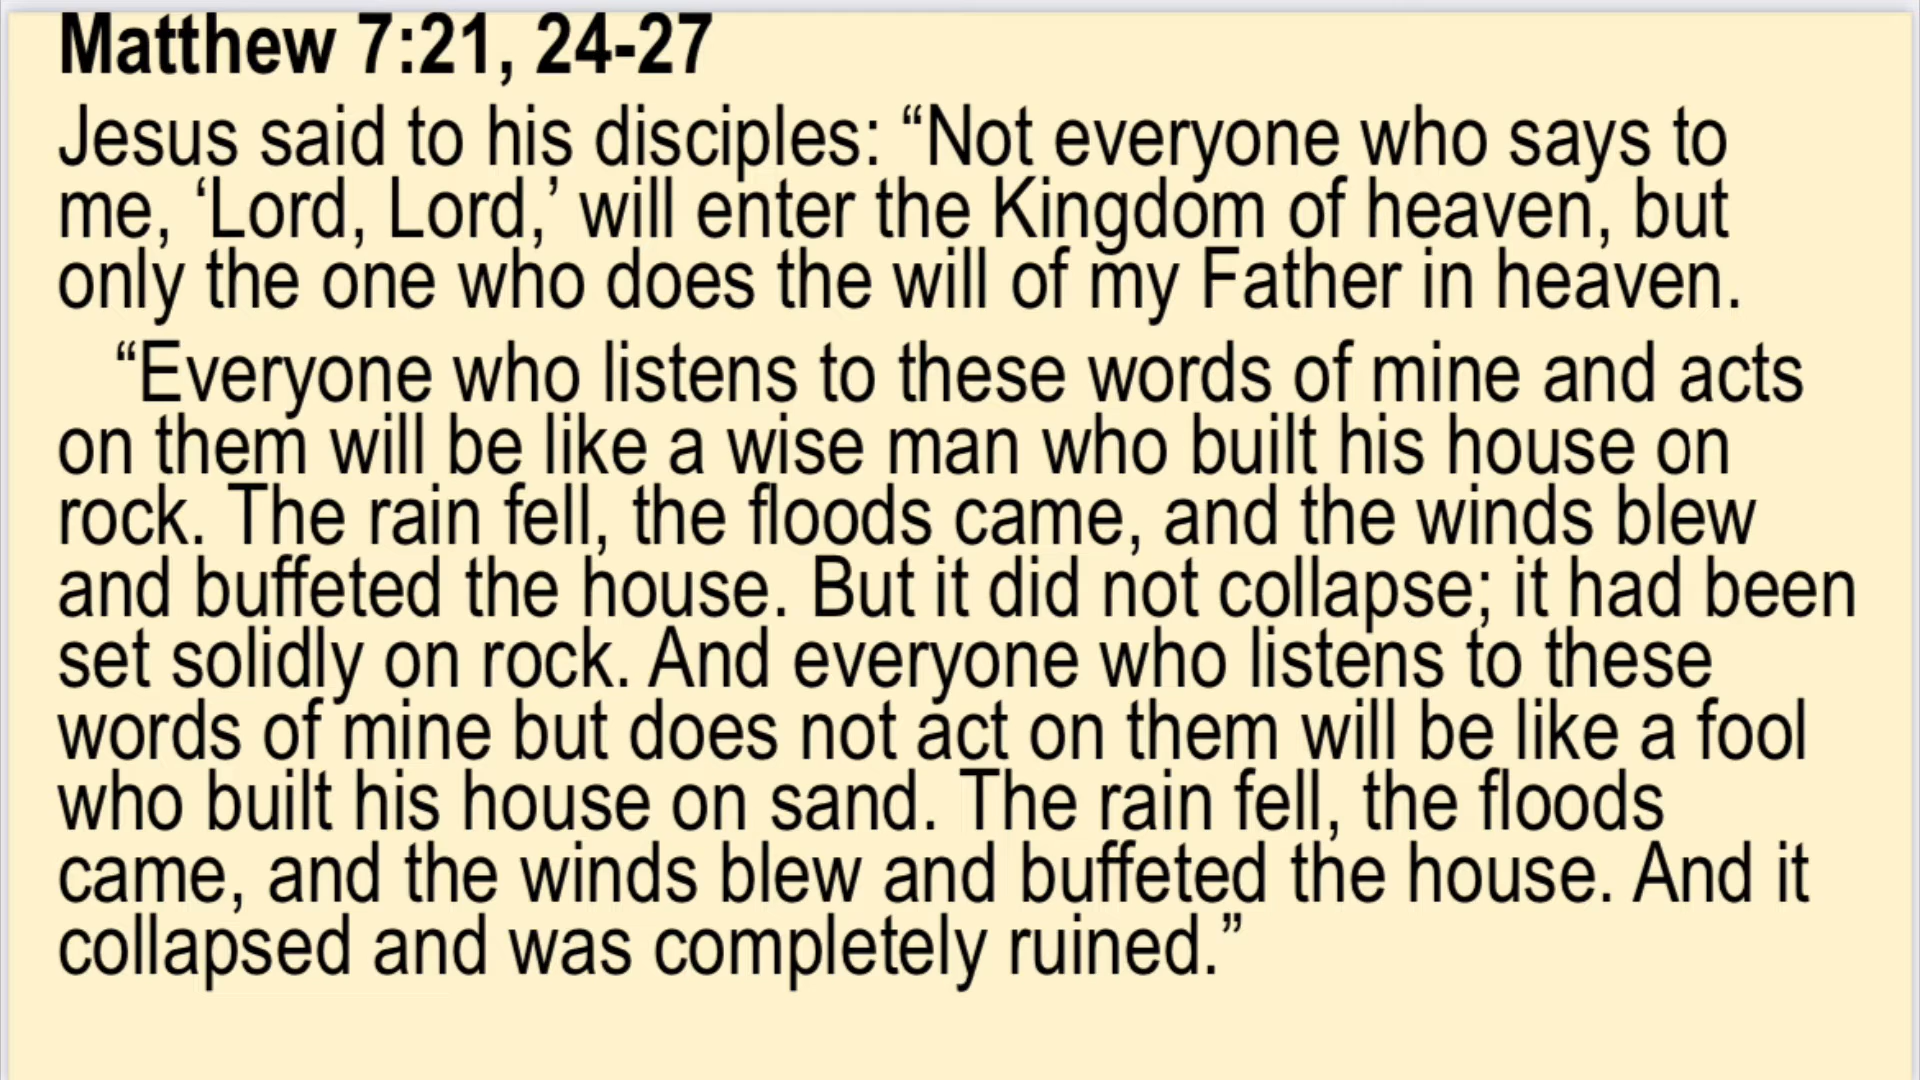 Matthew 7:21, 24-27
Jesus said to his disciples: “Not everyone who says to
me, ‘Lord, Lord,’ will enter the Kingdom of heaven, but
only the one who does the will of my Father in heaven.
“Everyone who listens to these words of mine and acts
on them will be like a wise man who built his house on
rock. The rain fell, the floods came, and the winds blew
and buffeted the house. But it did not collapse; it had been
set solidly on rock. And everyone who listens to these
words of mine but does not act on them will be like a fool
who built his house on sand. The rain fell, the floods
came, and the winds blew and buffeted the house. And it
collapsed and was completely ruined.”